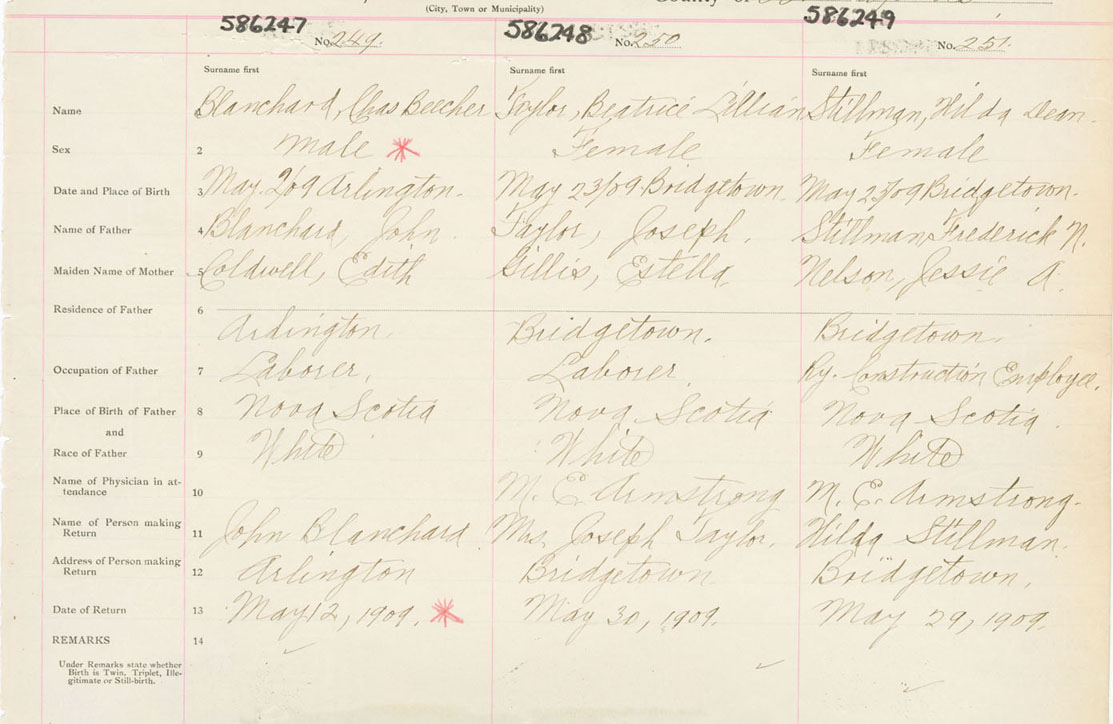 (City, Town or Municipality)
County of
586247 586248 586249
No. 249. No. 250 No. 251.
Surname first Surname first Surname first
Name 1 Blanchard, Chas Beecher Taylor, Beatrice Lillian Stillman, Hilda Dean.
Sex 2 Male Female Female
Date and Place of Birth 3 May. 2/09 Arlington. May 23/09 Bridgetown. May 25/09 Bridgetown.
Name of Father 4 Blanchard, John. Taylor, Joseph. Stillman, Frederick N.
Maiden Name of Mother 5 Coldwell, Edith Gillis, Estella Nelson, Jessie A.
Residence of Father 6
Arlington. Bridgetown. Bridgetown.
Occupation of Father 7 Laborer, Laborer. Ry. Construction Employee.
Place of Birth of Father 8 Nova Scotia Nova Scotia Nova Scotia.
and
Race of Father 9 White White White
Name of Physician in at-
tendance 10 M. E. Armstrong M. E. Armstrong.
Name of Person making
Return 11 John Blanchard Mrs. Joseph Taylor. Hilda Stillman.
Address of Person making
Return 12 Arlington Bridgetown Bridgetown.
Date of Return 13 May 12, 1909. May 30, 1909. May 29, 1909.
REMARKS 14
Under Remarks state whether
Birth is Twin, Triplet, Ille-
gitimate or Still-birth.